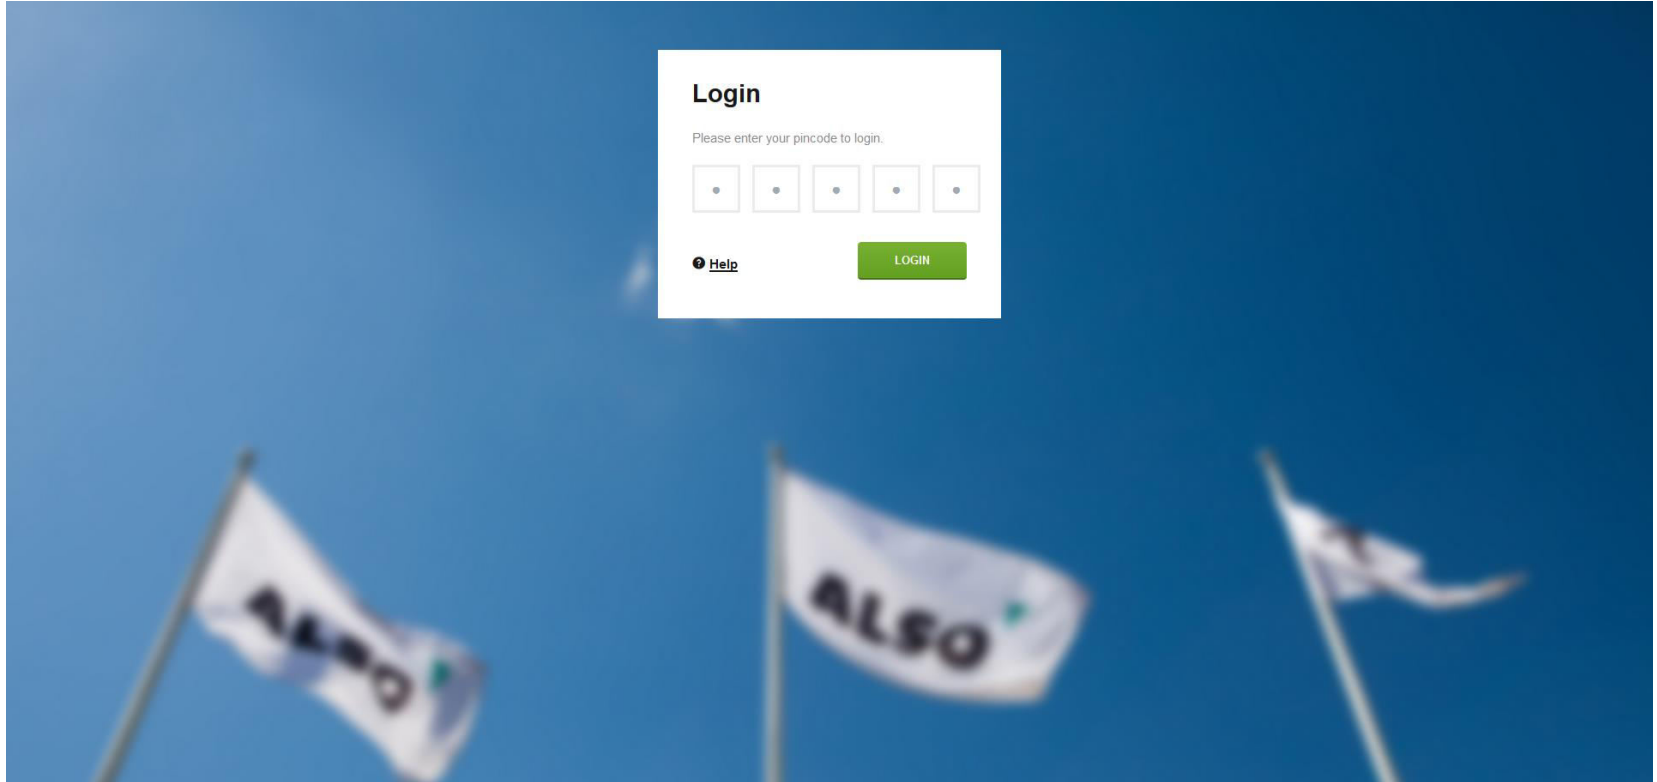 Login
Please enter your pincode to login.
Help
LOGIN
ALSO
ALSO